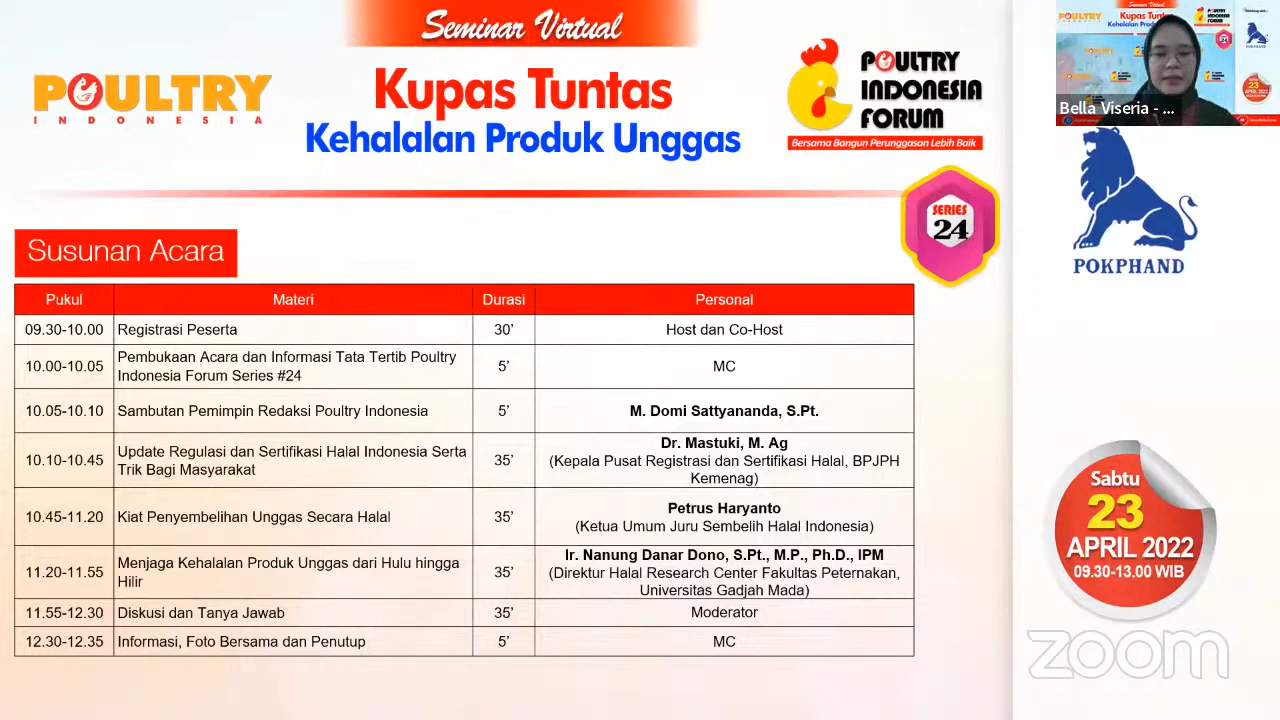 Seminar Virtual
POULTRY
INDONESIA
Kupas Tuntas
Kehalalan Produk Unggas
POULTRY
INDONESIA
FORUM
Bersama Bangun Perunggasan Lebih Baik
SERIES
24
Bella Viseria - ...
POKPHAND
Susunan Acara
Pukul Materi Durasi Personal
09.30-10.00 Registrasi Peserta 30’ Host dan Co-Host
10.00-10.05 Pembukaan Acara dan Informasi Tata Tertib Poultry
Indonesia Forum Series #24 5’ MC
10.05-10.10 Sambutan Pemimpin Redaksi Poultry Indonesia 5’ M. Domi Sattyananda, S.Pt.
10.10-10.45 Update Regulasi dan Sertifikasi Halal Indonesia Serta
Trik Bagi Masyarakat 35’ Dr. Mastuki, M. Ag
(Kepala Pusat Registrasi dan Sertifikasi Halal, BPJPH
Kemenag)
10.45-11.20 Kiat Penyembelihan Unggas Secara Halal 35’ Petrus Haryanto
(Ketua Umum Juru Sembelih Halal Indonesia)
11.20-11.55 Menjaga Kehalalan Produk Unggas dari Hulu hingga
Hilir 35’ Ir. Nanung Danar Dono, S.Pt., M.P., Ph.D., IPM
(Direktur Halal Research Center Fakultas Peternakan,
Universitas Gadjah Mada)
11.55-12.30 Diskusi dan Tanya Jawab 35’ Moderator
12.30-12.35 Informasi, Foto Bersama dan Penutup 5’ MC
Sabtu
23
APRIL 2022
09.30-13.00 WIB
zoom